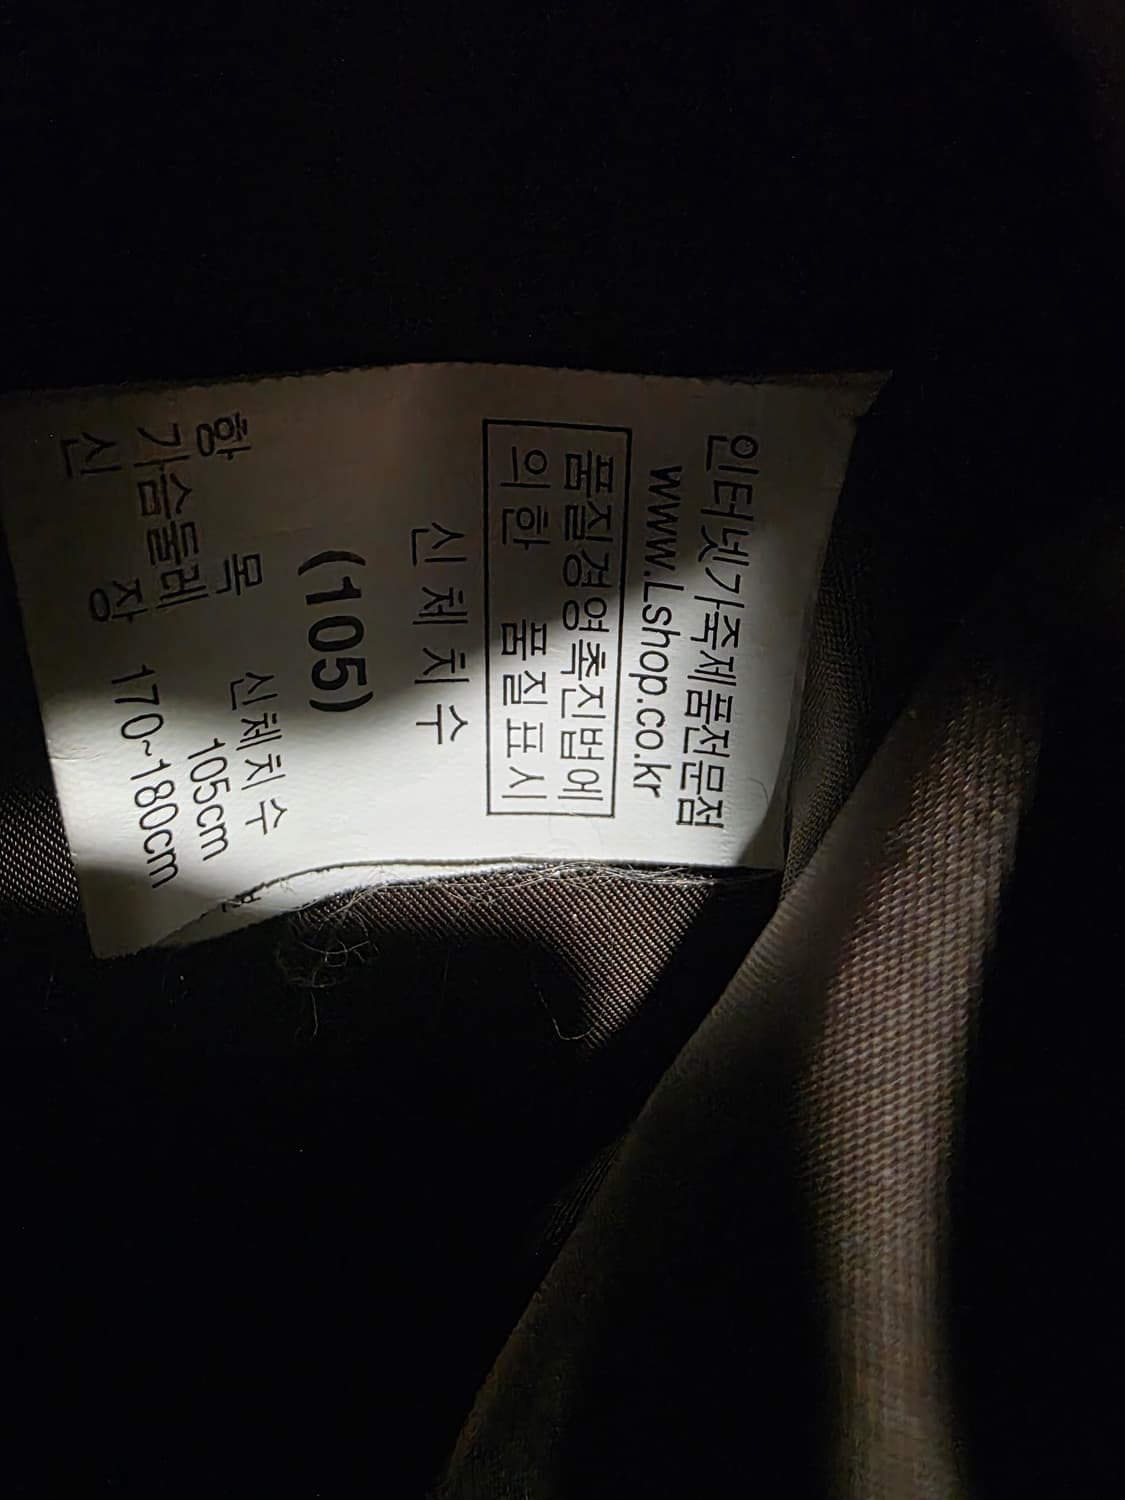 인터넷가죽제품전문점
www.Lshop.co.kr
품질경영촉진법에
의한 품질표시
신체치수
(105)
항 목 신체치수
가슴둘레 105cm
신 장 170~180cm